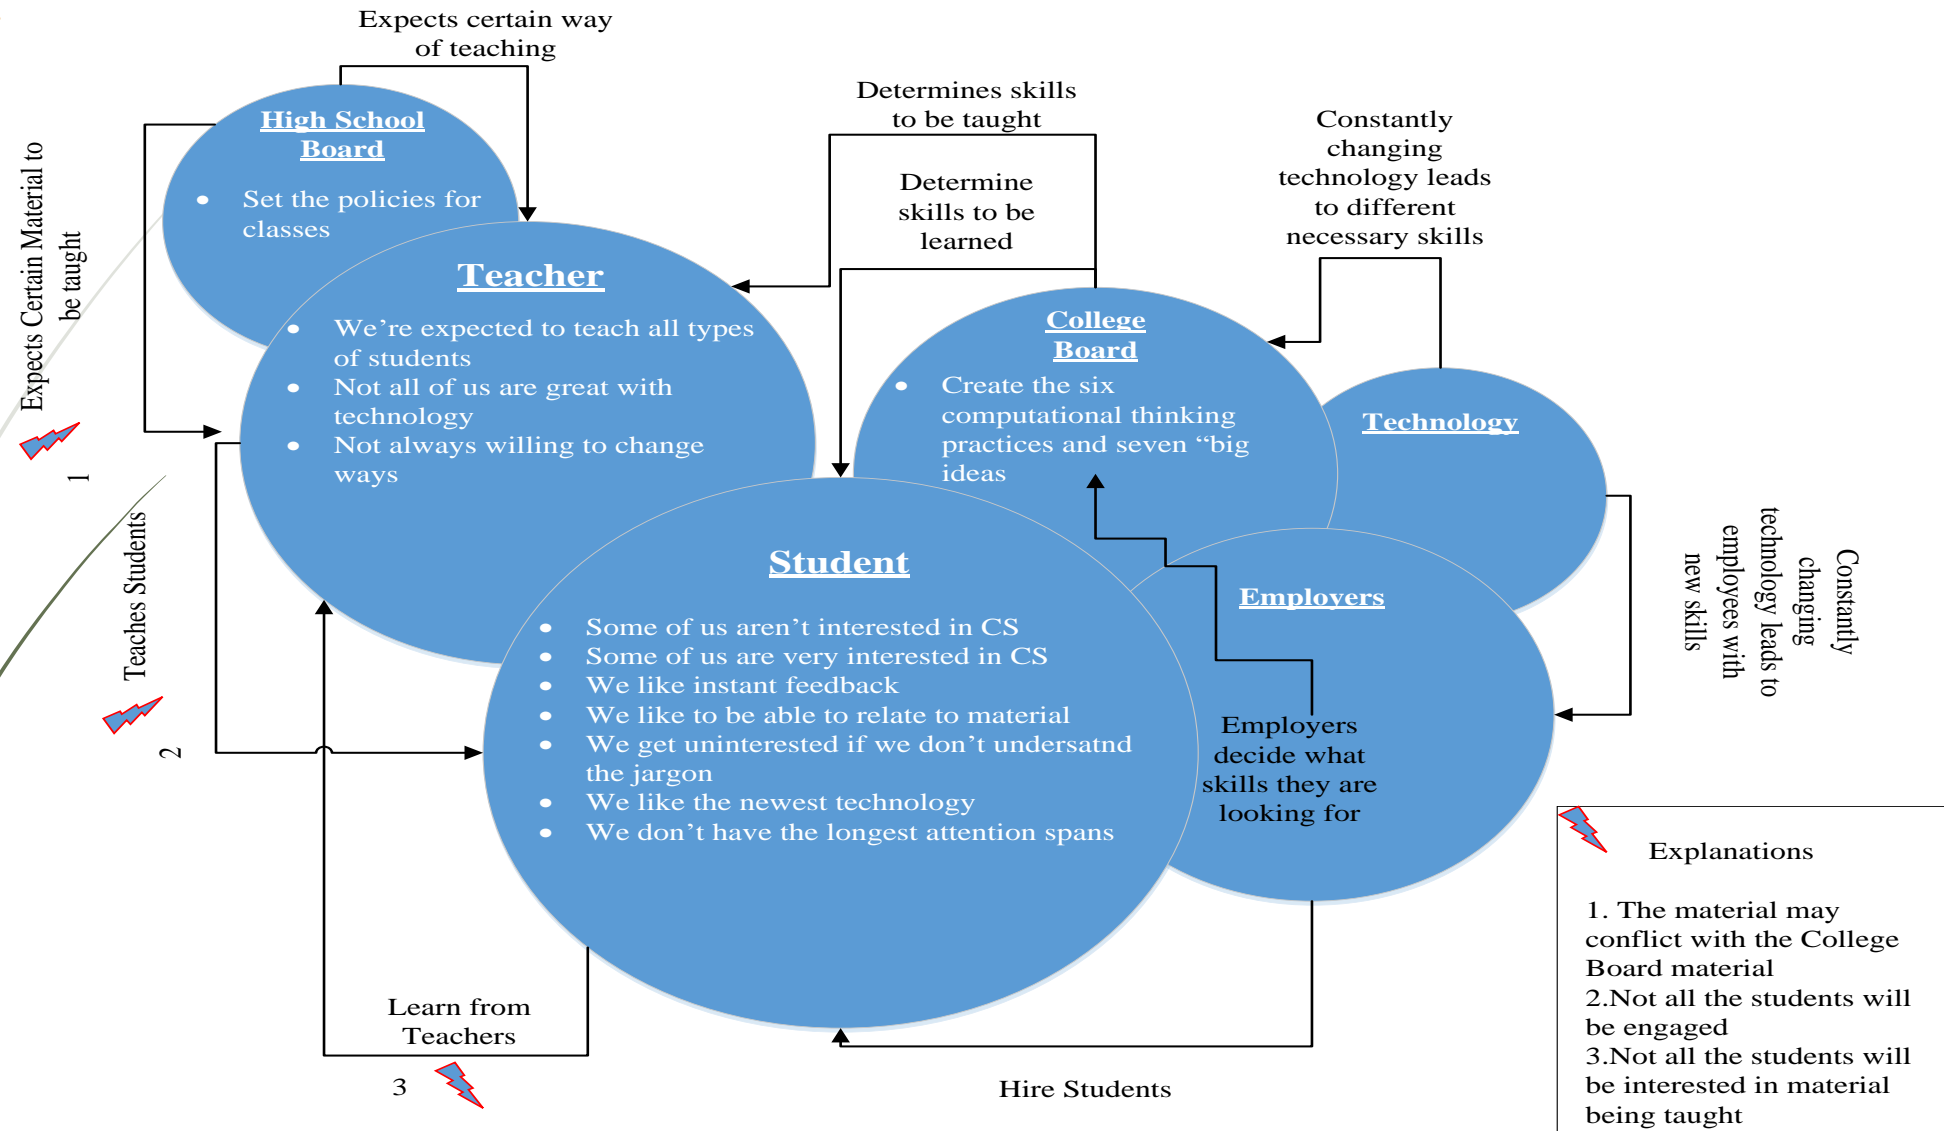 Expects certain way
of teaching
High School
Board
• Set the policies for
classes
Expects Certain Material to
be taught
1
Teacher
• We’re expected to teach all types
of students
• Not all of us are great with
technology
• Not always willing to change
ways
Determines skills
to be taught
Determine
skills to be
learned
College
Board
• Create the six
computational thinking
practices and seven “big
ideas
Constantly
changing
technology leads
to different
necessary skills
Technology
Constantly
changing
technology leads to
employees with
new skills
Employers
Employers
decide what
skills they are
looking for
Teaches Students
2
Student
• Some of us aren’t interested in CS
• Some of us are very interested in CS
• We like instant feedback
• We like to be able to relate to material
• We get uninterested if we don’t undersatnd
the jargon
• We like the newest technology
• We don’t have the longest attention spans
Learn from
Teachers
3
Hire Students
Explanations
1. The material may
conflict with the College
Board material
2.Not all the students will
be engaged
3.Not all the students will
be interested in material
being taught